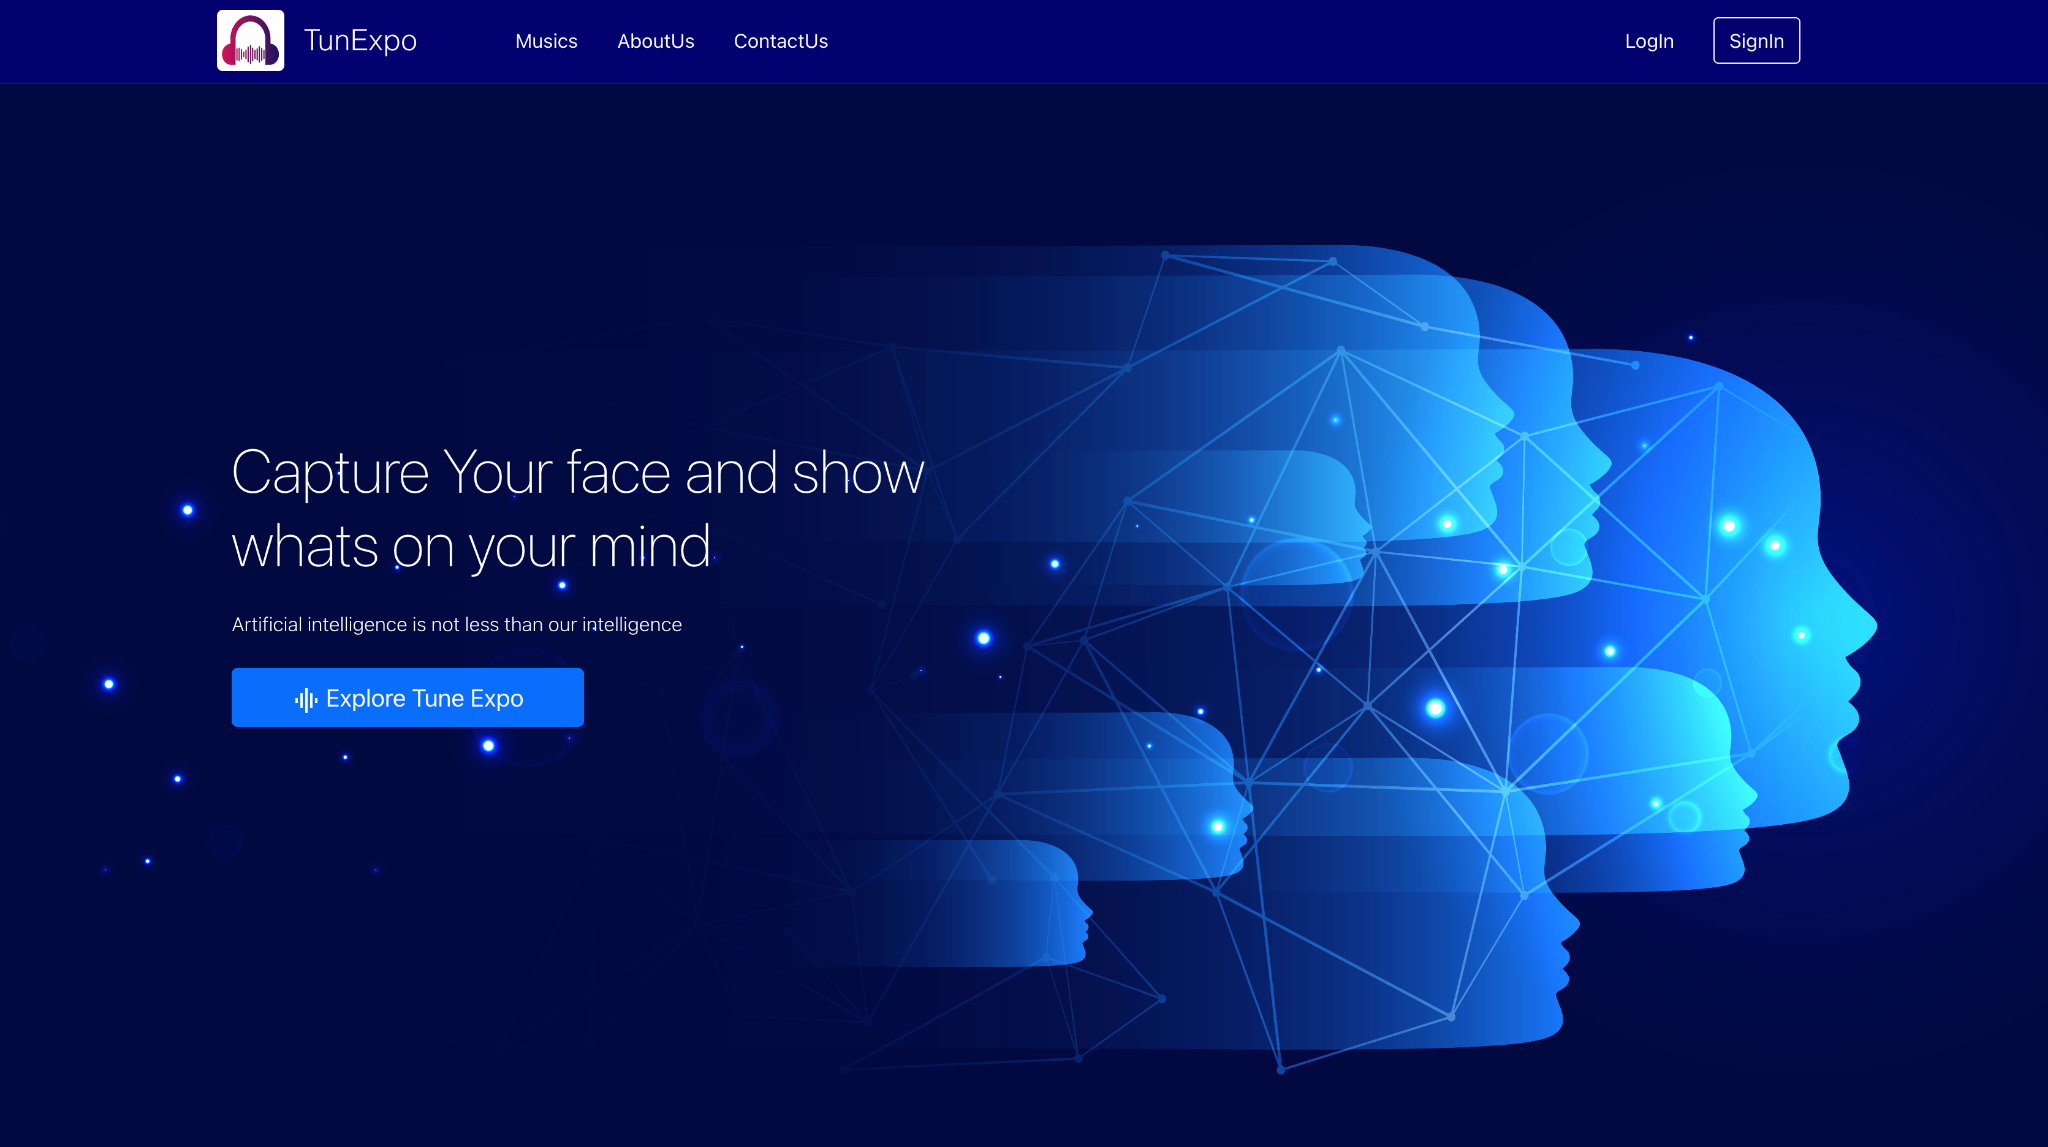 TunExpo
Musics
AboutUs
ContactUs
LogIn
SignIn
Capture Your face and show
whats on your mind
Artificial intelligence is not less than our intelligence
Explore Tune Expo